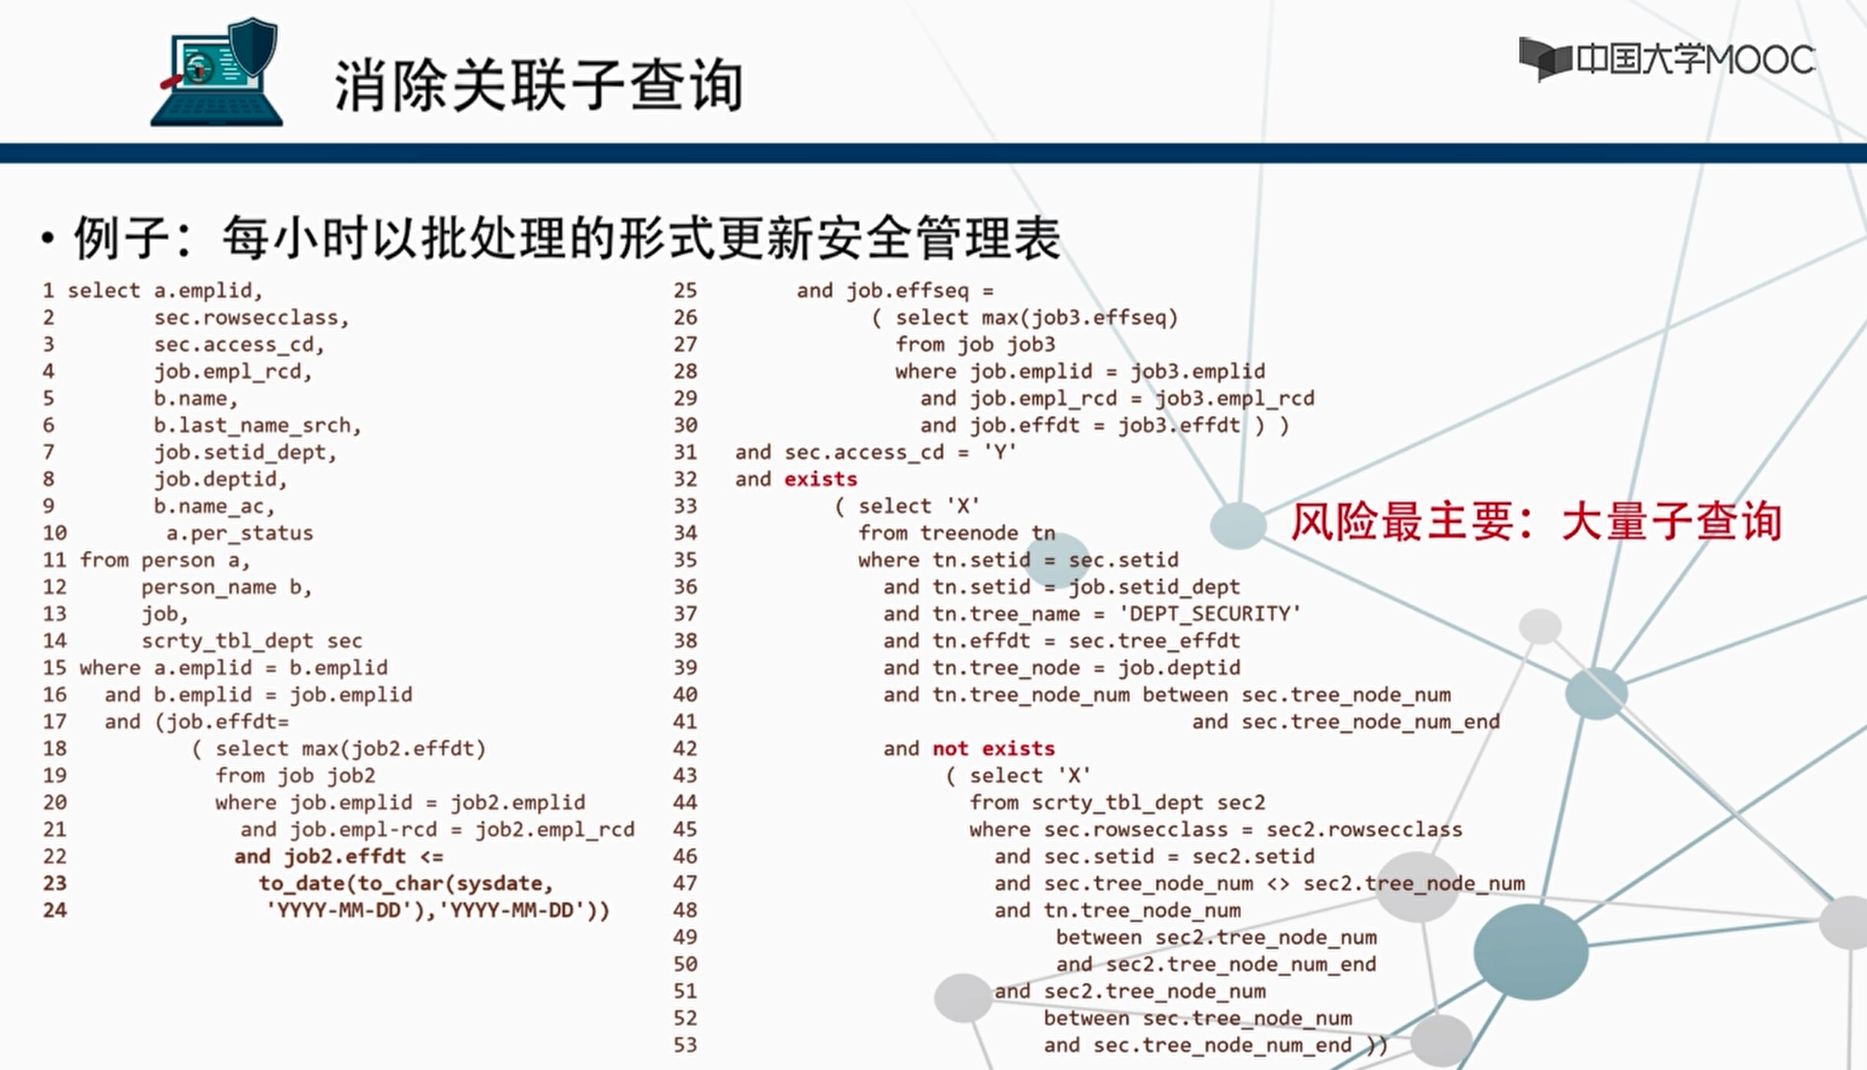 消除关联子查询
中国大学MOOC
• 例子：每小时以批处理的形式更新安全管理表
1 select a.emplid,
2 sec.rowsecclass,
3 sec.access_cd,
4 job.empl_rcd,
5 b.name,
6 b.last_name_srch,
7 job.setid_dept,
8 job.deptid,
9 b.name_ac,
10 a.per_status
11 from person a,
12 person_name b,
13 job,
14 scrty_tbl_dept sec
15 where a.emplid = b.emplid
16 and b.emplid = job.emplid
17 and (job.effdt=
18 ( select max(job2.effdt)
19 from job job2
20 where job.emplid = job2.emplid
21 and job.empl-rcd = job2.empl_rcd
22 and job2.effdt <=
23 to_date(to_char(sysdate,
24 'YYYY-MM-DD'),'YYYY-MM-DD'))
25 and job.effseq =
26 ( select max(job3.effseq)
27 from job job3
28 where job.emplid = job3.emplid
29 and job.empl_rcd = job3.empl_rcd
30 and job.effdt = job3.effdt ) )
31 and sec.access_cd = 'Y'
32 and exists
33 ( select 'X'
34 from treenode tn
35 where tn.setid = sec.setid
36 and tn.setid = job.setid_dept
37 and tn.tree_name = 'DEPT_SECURITY'
38 and tn.effdt = sec.tree_effdt
39 and tn.tree_node = job.deptid
40 and tn.tree_node_num between sec.tree_node_num
41 and sec.tree_node_num_end
42 and not exists
43 ( select 'X'
44 from scrty_tbl_dept sec2
45 where sec.rowsecclass = sec2.rowsecclass
46 and sec.setid = sec2.setid
47 and sec.tree_node_num <> sec2.tree_node_num
48 and tn.tree_node_num
49 between sec2.tree_node_num
50 and sec2.tree_node_num_end
51 and sec2.tree_node_num
52 between sec.tree_node_num
53 and sec.tree_node_num_end ))
风险最主要：大量子查询